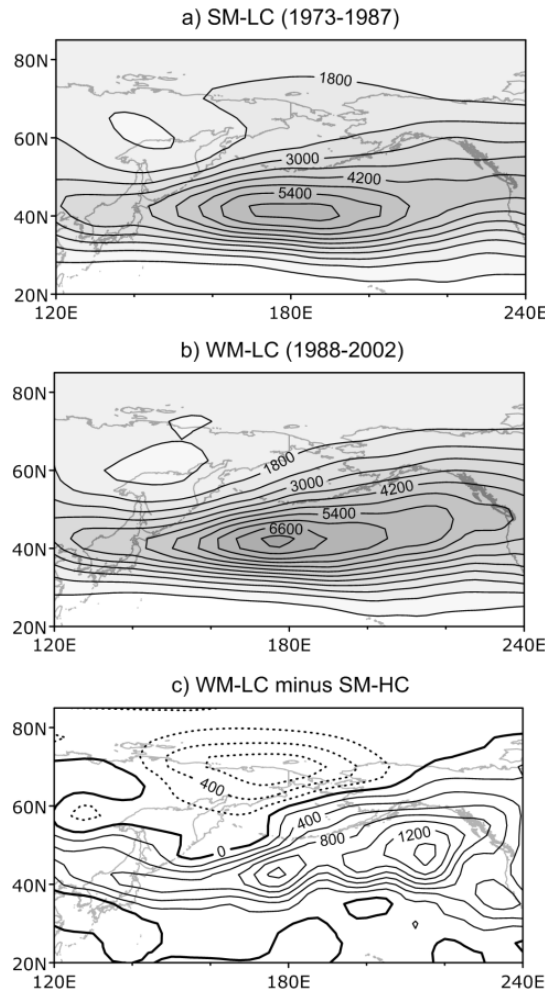 a) SM-LC (1973-1987)
80N
1800
60N
3000
4200
5400
40N
20N
120E 180E 240E
b) WM-LC (1988-2002)
80N
60N
1800
3000
4200
5400
6600
40N
20N
120E 180E 240E
c) WM-LC minus SM-HC
80N
400
60N
400
0
800
1200
40N
20N
120E 180E 240E